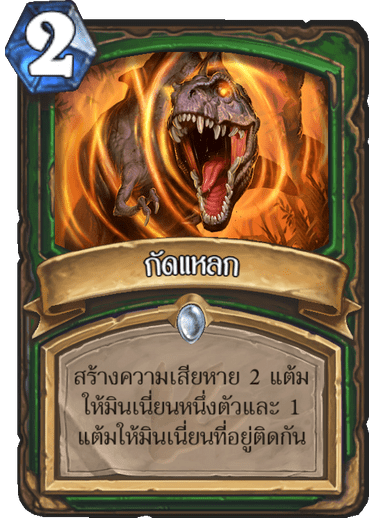 2
กัดแหลก
สร้างความเสียหาย 2 แต้ม
ให้มินเนี่ยนหนึ่งตัวและ 1
แต้มให้มินเนี่ยนที่อยู่ติดกัน